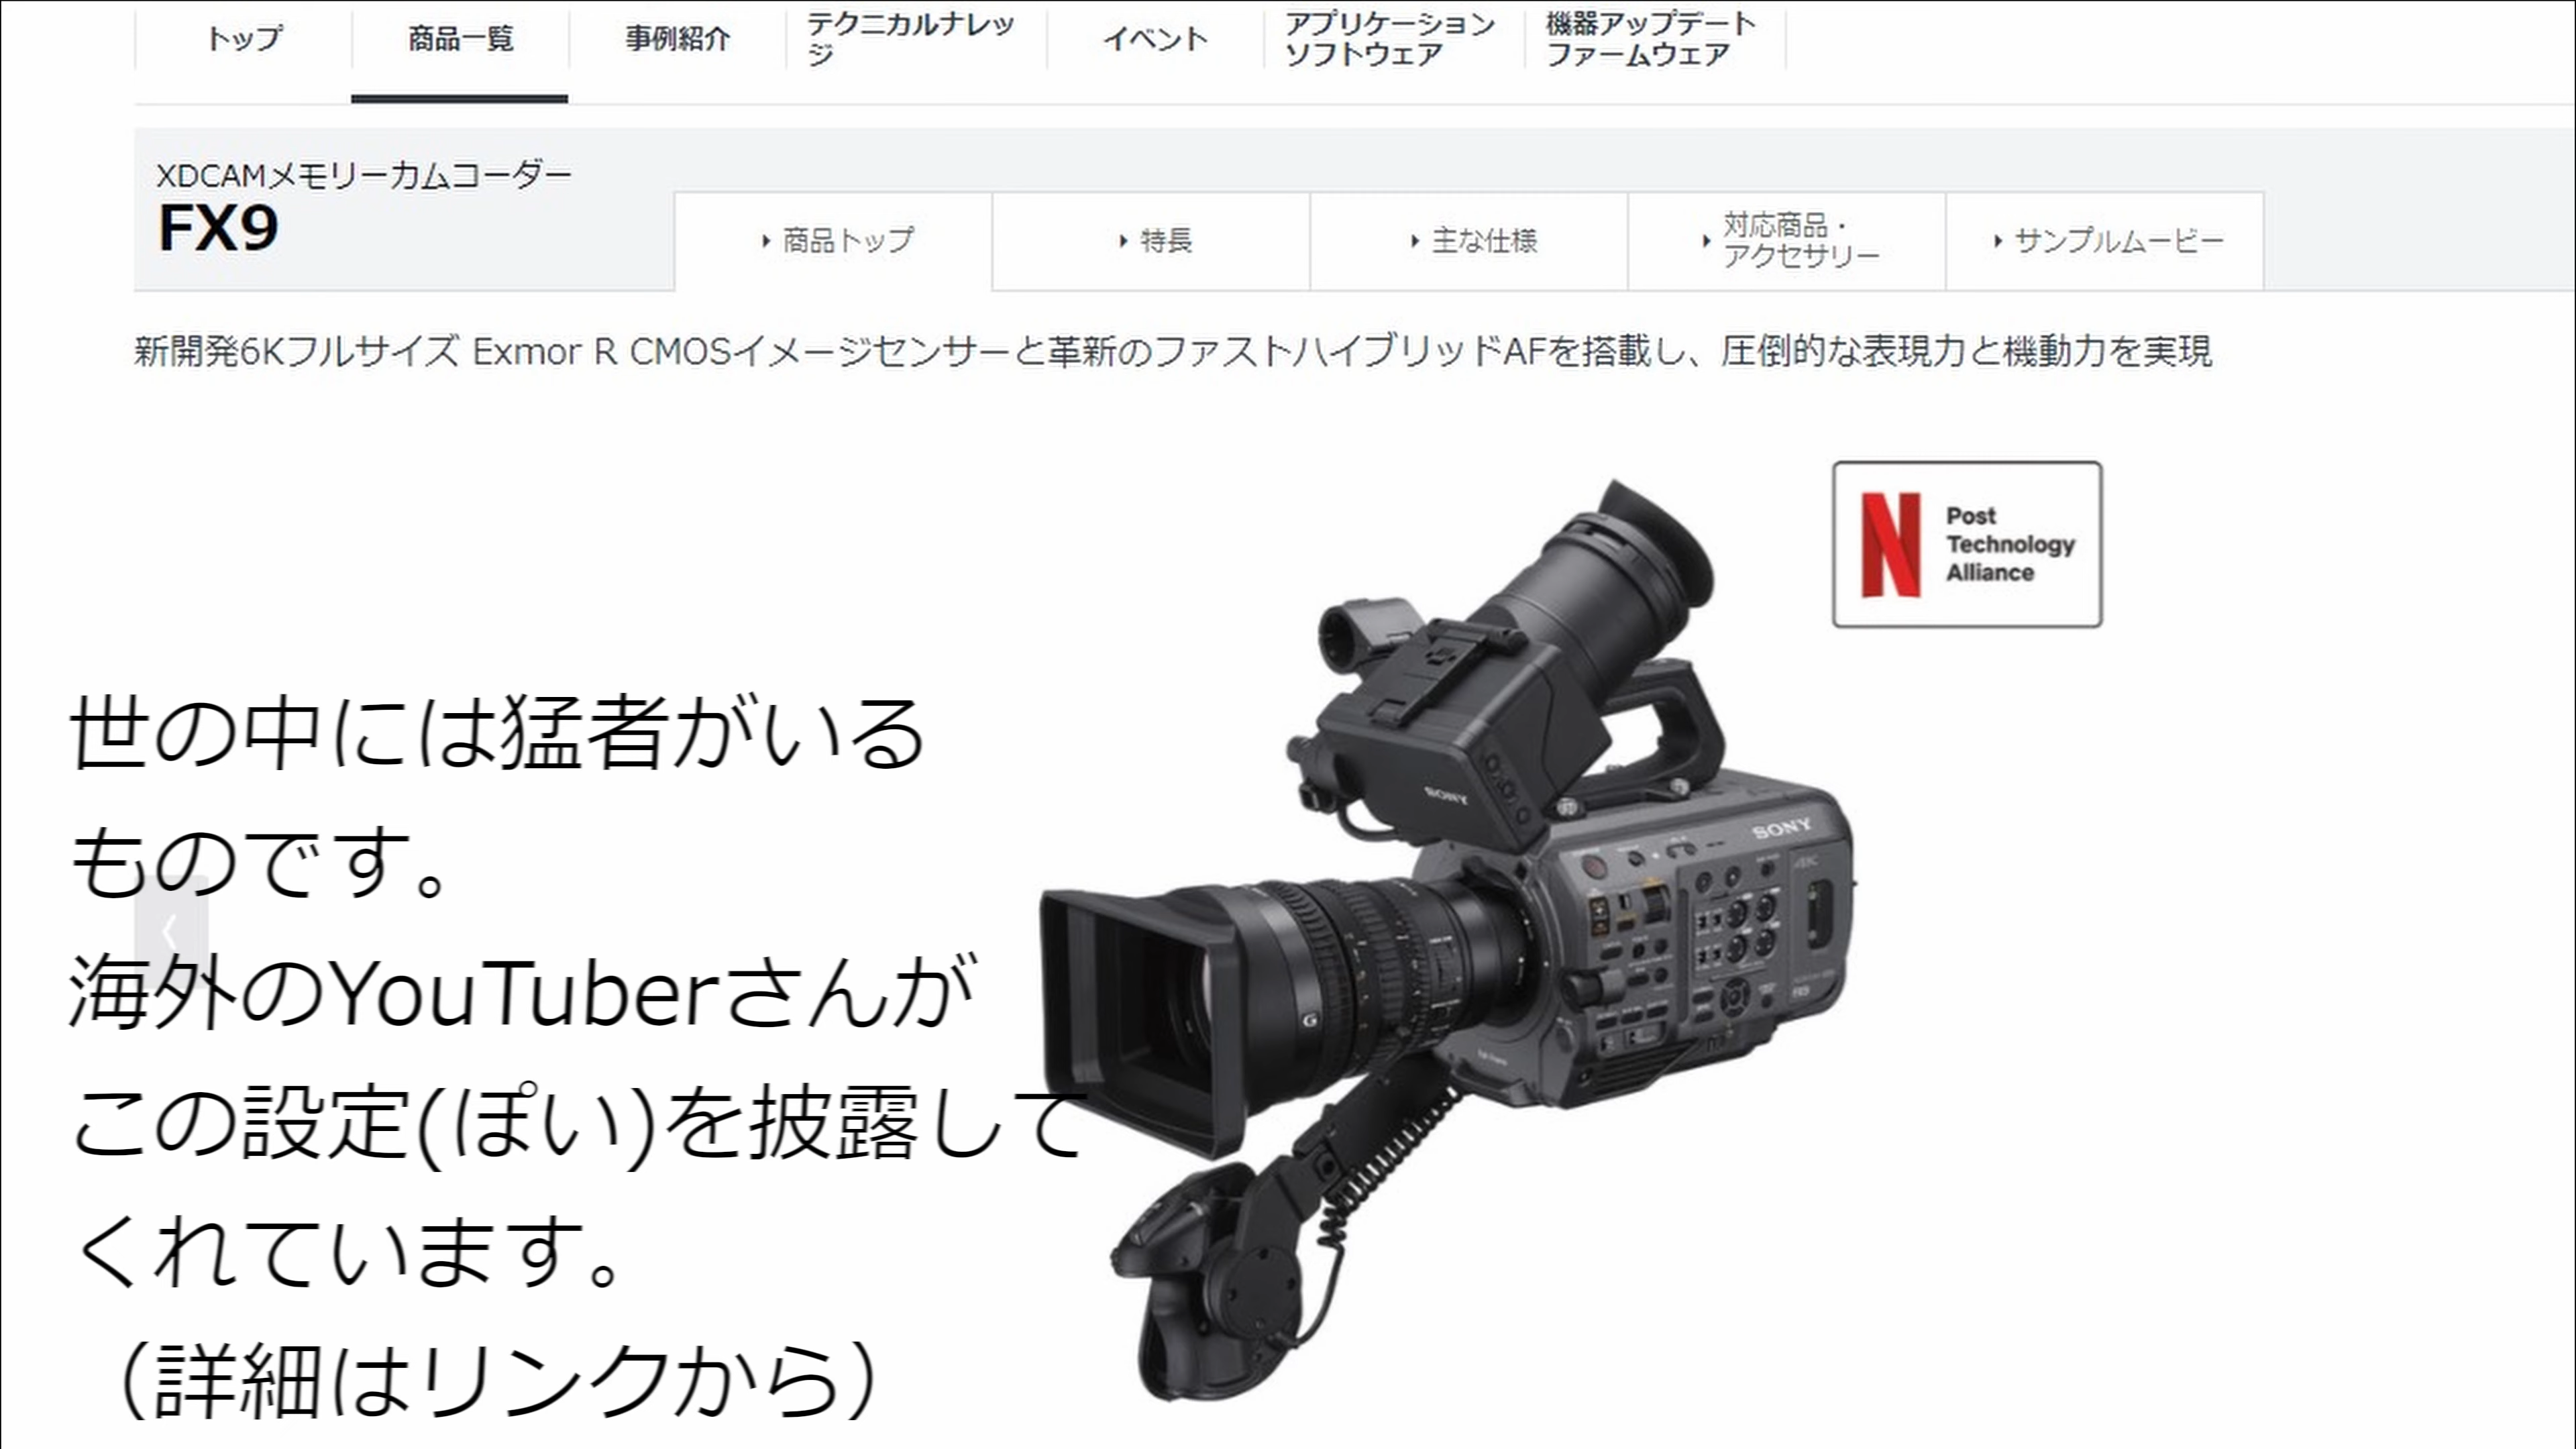 トップ
商品一覧
事例紹介
テクニカルナレッ
ジ
イベント
アプリケーション
ソフトウェア
機器アップデート
ファームウェア
XDCAMメモリーカムコーダー
FX9
商品トップ
特長
主な仕様
対応商品・
アクセサリー
サンプルムービー
新開発6Kフルサイズ Exmor R CMOSイメージセンサーと革新のファストハイブリッドAFを搭載し、圧倒的な表現力と機動力を実現
N
Post
Technology
Alliance
世の中には猛者がいる
ものです。
海外のYouTuberさんが
この設定(ぽい)を披露して
くれています。
（詳細はリンクから）
SONY
SONY
4K
G
FX9